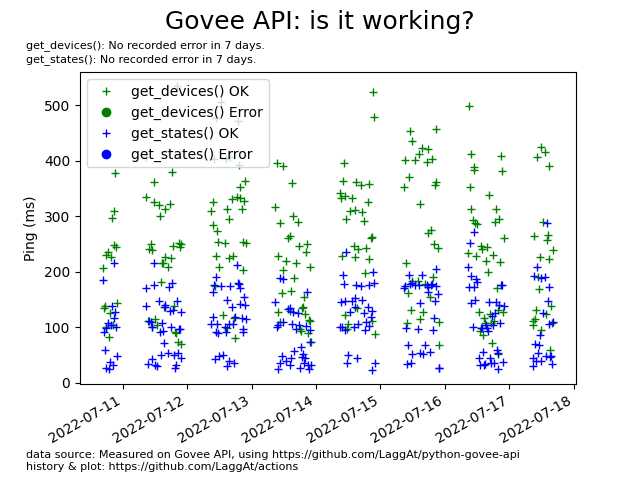 Govee API: is it working?
get_devices(): No recorded error in 7 days.
get_states(): No recorded error in 7 days.
get_devices() OK
get_devices() Error
get_states() OK
get_states() Error
Ping (ms)
500
400
300
200
100
0
2022-07-11
2022-07-12
2022-07-13
2022-07-14
2022-07-15
2022-07-16
2022-07-17
2022-07-18
data source: Measured on Govee API, using https://github.com/LaggAt/python-govee-api
history & plot: https://github.com/LaggAt/actions